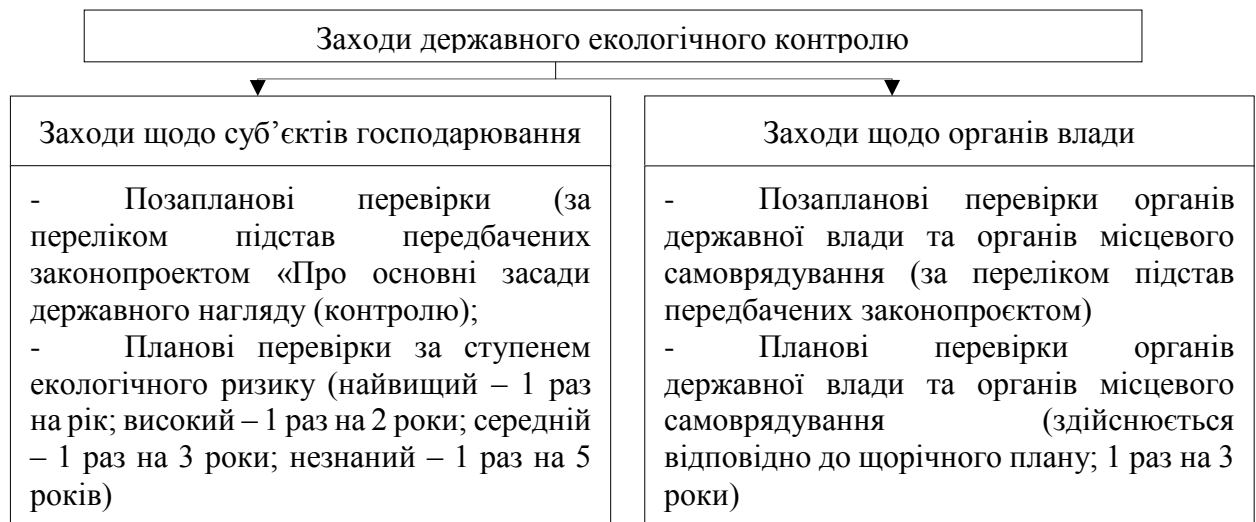 Заходи державного екологічного контролю
Заходи щодо суб’єктів господарювання
- Позапланові перевірки (за
переліком підстав передбачених
законопроектом «Про основні засади
державного нагляду (контролю);
- Планові перевірки за ступенем
екологічного ризику (найвищий – 1 раз
на рік; високий – 1 раз на 2 роки; середній
– 1 раз на 3 роки; незнаний – 1 раз на 5
років)
Заходи щодо органів влади
- Позапланові перевірки органів
державної влади та органів місцевого
самоврядування (за переліком підстав
передбачених законопроєктом)
- Планові перевірки органів
державної влади та органів місцевого
самоврядування (здійснюється
відповідно до щорічного плану; 1 раз на 3
роки)